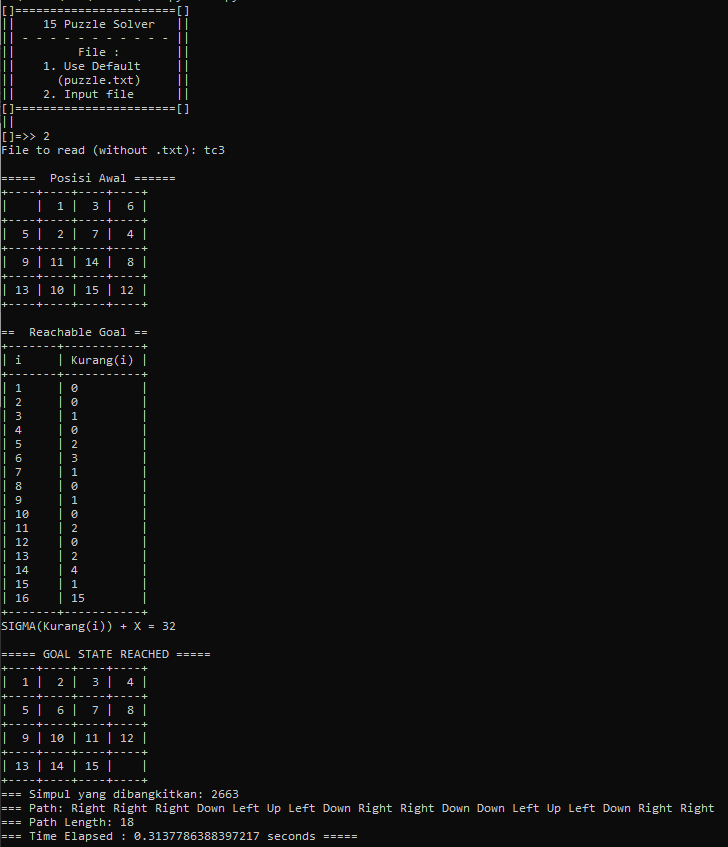 []=======================[]
||    15 Puzzle Solver   ||
|| - - - - - - - - - - - ||
||         File :        ||
||    1. Use Default     ||
||      (puzzle.txt)     ||
||    2. Input file      ||
[]=======================[]
||
[]=>> 2
File to read (without .txt): tc3

=====  Posisi Awal ======
+----+----+----+----+
|    |  1 |  3 |  6 |
+----+----+----+----+
|  5 |  2 |  7 |  4 |
+----+----+----+----+
|  9 | 11 | 14 |  8 |
+----+----+----+----+
| 13 | 10 | 15 | 12 |
+----+----+----+----+

==  Reachable Goal ==
+-------+-----------+
| i     | Kurang(i) |
+-------+-----------+
| 1     | 0         |
| 2     | 0         |
| 3     | 1         |
| 4     | 0         |
| 5     | 2         |
| 6     | 3         |
| 7     | 1         |
| 8     | 0         |
| 9     | 1         |
| 10    | 0         |
| 11    | 2         |
| 12    | 0         |
| 13    | 2         |
| 14    | 4         |
| 15    | 1         |
| 16    | 15        |
+-------+-----------+
SIGMA(Kurang(i)) + X = 32

===== GOAL STATE REACHED =====
+----+----+----+----+
|  1 |  2 |  3 |  4 |
+----+----+----+----+
|  5 |  6 |  7 |  8 |
+----+----+----+----+
|  9 | 10 | 11 | 12 |
+----+----+----+----+
| 13 | 14 | 15 |    |
+----+----+----+----+
=== Simpul yang dibangkitkan: 2663
=== Path: Right Right Right Down Left Up Left Down Right Right Down Down Left Up Left Down Right Right
=== Path Length: 18
=== Time Elapsed : 0.3137786388397217 seconds =====